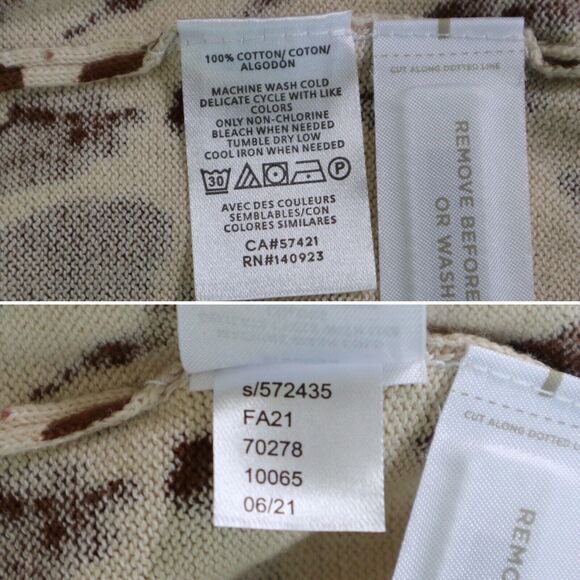 100% COTTON/ COTON/
ALGODÓN
MACHINE WASH COLD
DELICATE CYCLE WITH LIKE
COLORS
ONLY NON-CHLORINE
BLEACH WHEN NEEDED
TUMBLE DRY LOW
COOL IRON WHEN NEEDED
30
P
AVEC DES COULEURS
SEMBLABLES/CON
COLORES SIMILARES
CA#57421
RN#140923
CUT ALONG DOTTED LINE
REMOVE BEFORE
OR WASH
s/572435
FA21
70278
10065
06/21
CUT ALONG DOTTED